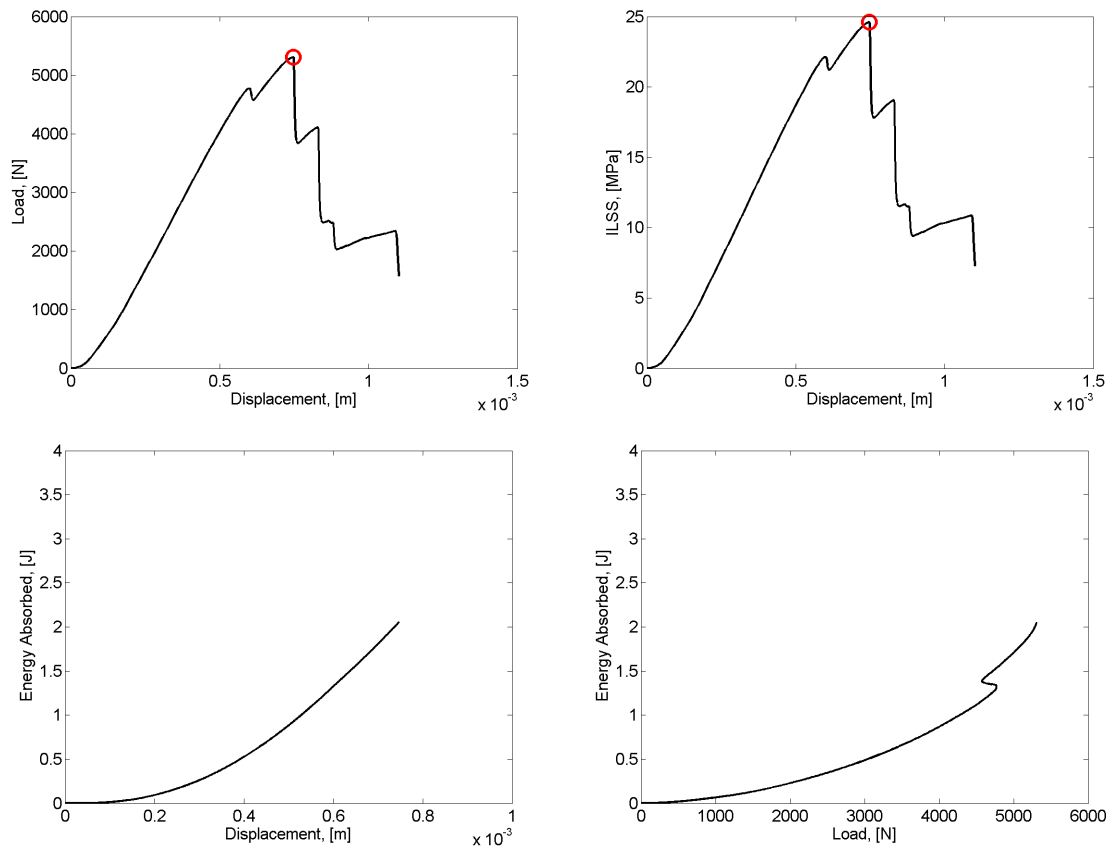 6000
5000
4000
3000
2000
1000
0
Load, [N]
0 0.5 1 1.5
Displacement, [m]
x 10⁻³
25
20
15
10
5
0
ILSS, [MPa]
0 0.5 1 1.5
Displacement, [m]
x 10⁻³
4
3.5
3
2.5
2
1.5
1
0.5
0
Energy Absorbed, [J]
0 0.2 0.4 0.6 0.8 1
Displacement, [m]
x 10⁻³
4
3.5
3
2.5
2
1.5
1
0.5
0
Energy Absorbed, [J]
0 1000 2000 3000 4000 5000 6000
Load, [N]